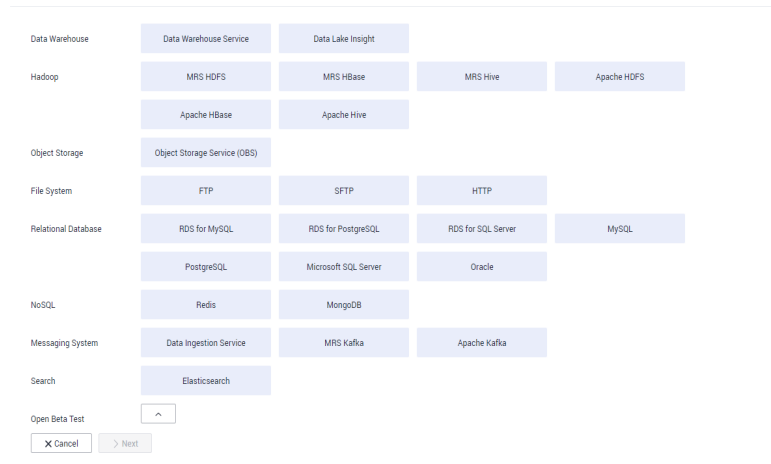 Data Warehouse Data Warehouse Service Data Lake Insight
Hadoop MRS HDFS MRS HBase MRS Hive Apache HDFS
Apache HBase Apache Hive
Object Storage Object Storage Service (OBS)
File System FTP SFTP HTTP
Relational Database RDS for MySQL RDS for PostgreSQL RDS for SQL Server MySQL
PostgreSQL Microsoft SQL Server Oracle
NoSQL Redis MongoDB
Messaging System Data Ingestion Service MRS Kafka Apache Kafka
Search Elasticsearch
Open Beta Test
Cancel Next